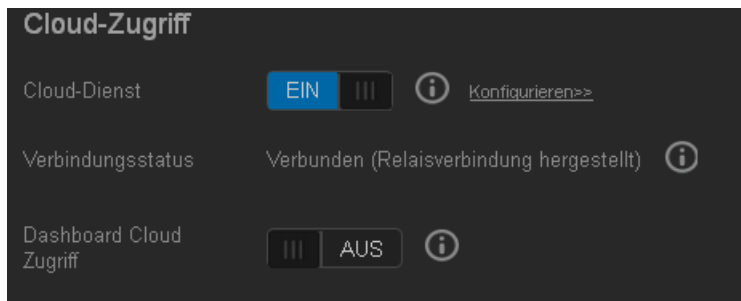 Cloud-Zugriff
Cloud-Dienst EIN Konfigurieren>>
Verbindungsstatus Verbunden (Relaisverbindung hergestellt)
Dashboard Cloud
Zugriff AUS